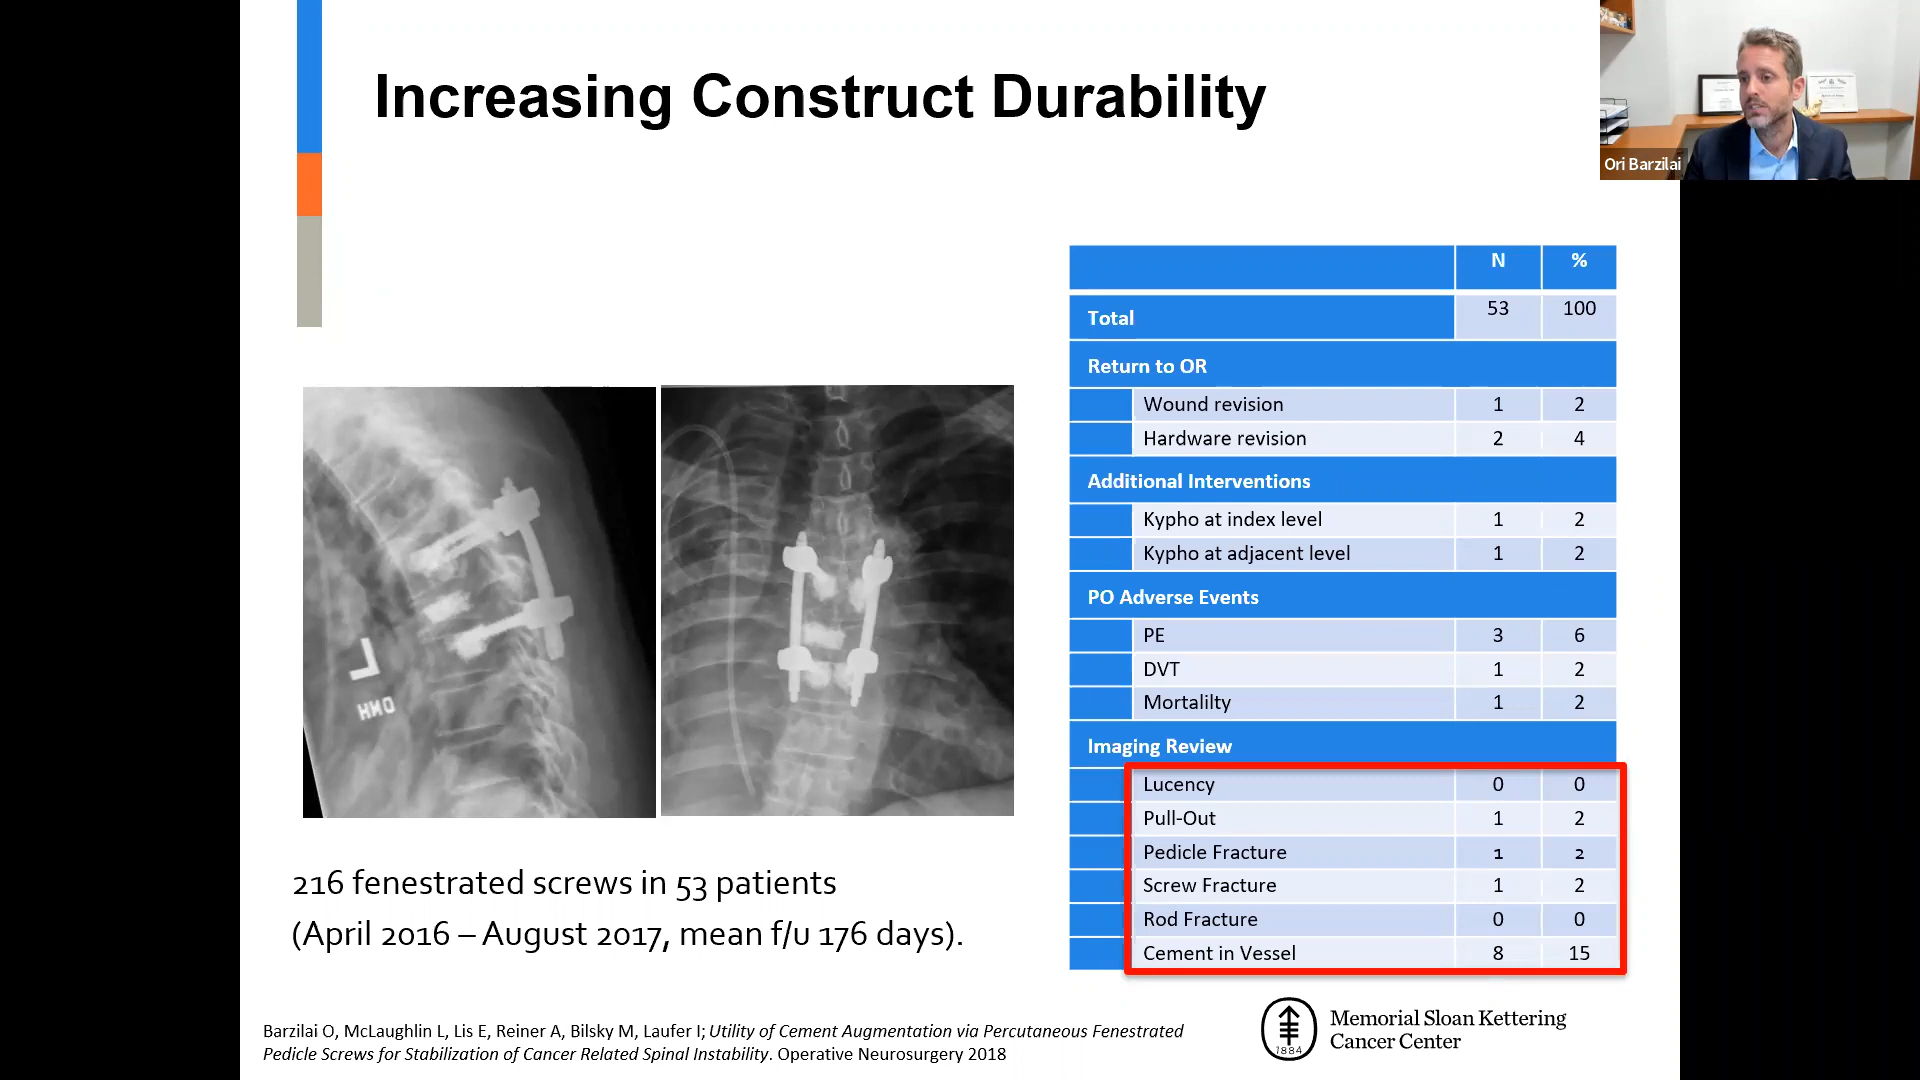 Increasing Construct Durability
Ori Barzilai
N %
Total 53 100
Return to OR
Wound revision 1 2
Hardware revision 2 4
Additional Interventions
Kypho at index level 1 2
Kypho at adjacent level 1 2
PO Adverse Events
PE 3 6
DVT 1 2
Mortalilty 1 2
Imaging Review
Lucency 0 0
Pull-Out 1 2
Pedicle Fracture 1 2
Screw Fracture 1 2
Rod Fracture 0 0
Cement in Vessel 8 15
L
HMO
216 fenestrated screws in 53 patients
(April 2016 – August 2017, mean f/u 176 days).
Barzilai O, McLaughlin L, Lis E, Reiner A, Bilsky M, Laufer I; Utility of Cement Augmentation via Percutaneous Fenestrated
Pedicle Screws for Stabilization of Cancer Related Spinal Instability. Operative Neurosurgery 2018
1884
Memorial Sloan Kettering
Cancer Center